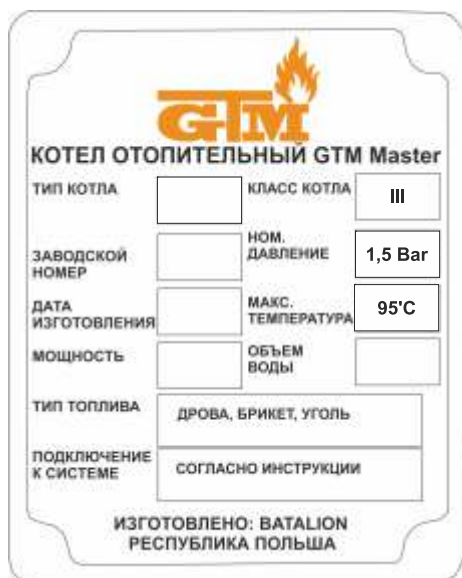 GTM
КОТЕЛ ОТОПИТЕЛЬНЫЙ GTM Master
ТИП КОТЛА
КЛАСС КОТЛА
III
ЗАВОДСКОЙ
НОМЕР
НОМ.
ДАВЛЕНИЕ
1,5 Bar
ДАТА
ИЗГОТОВЛЕНИЯ
МАКС.
ТЕМПЕРАТУРА
95'C
МОЩНОСТЬ
ОБЪЕМ
ВОДЫ
ТИП ТОПЛИВА
ДРОВА, БРИКЕТ, УГОЛЬ
ПОДКЛЮЧЕНИЕ
К СИСТЕМЕ
СОГЛАСНО ИНСТРУКЦИИ
ИЗГОТОВЛЕНО: BATALION
РЕСПУБЛИКА ПОЛЬША